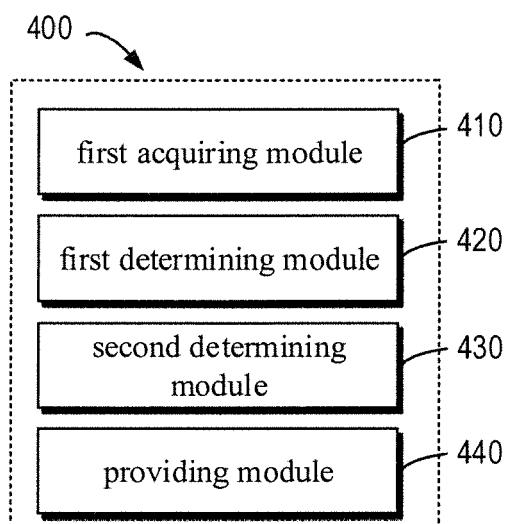 400
first acquiring module
410
first determining module
420
second determining
module
430
providing module
440